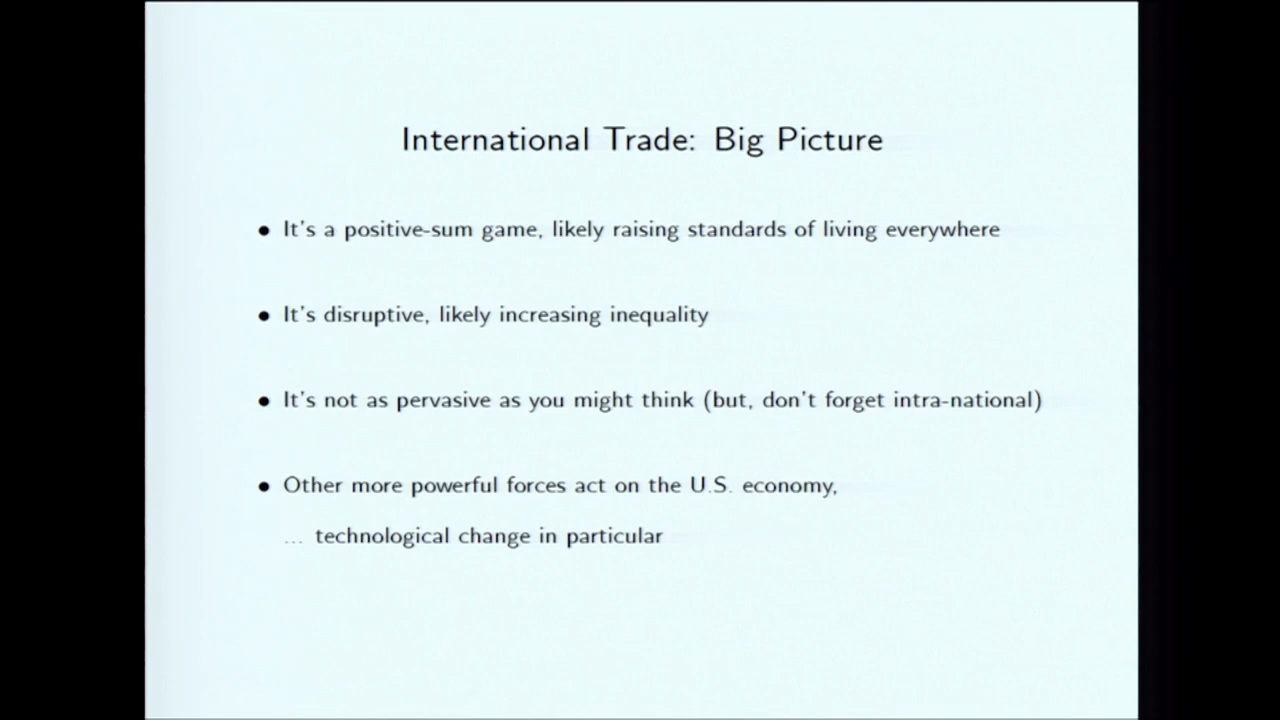 International Trade: Big Picture
• It's a positive-sum game, likely raising standards of living everywhere
• It's disruptive, likely increasing inequality
• It's not as pervasive as you might think (but, don't forget intra-national)
• Other more powerful forces act on the U.S. economy,
... technological change in particular